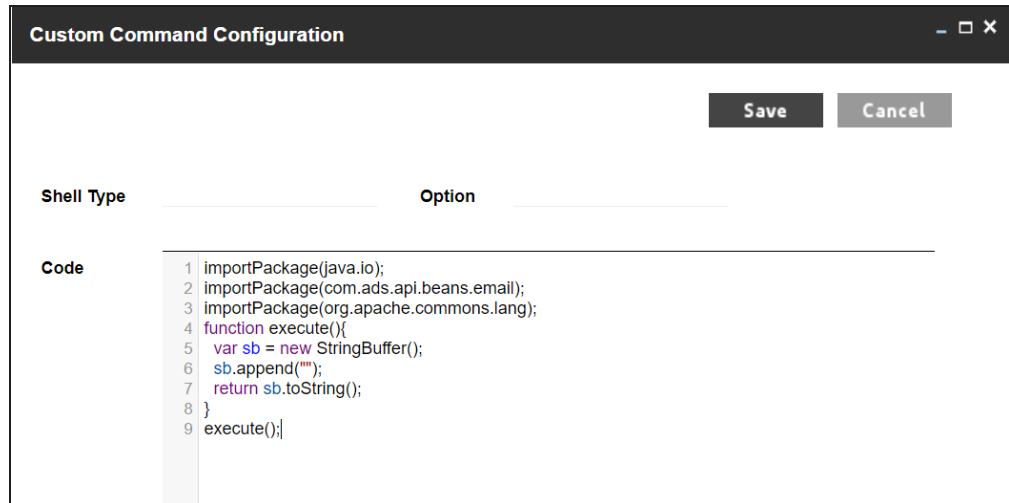 Custom Command Configuration
Save Cancel
Shell Type Option
Code
1 importPackage(java.io);
2 importPackage(com.ads.api.beans.email);
3 importPackage(org.apache.commons.lang);
4 function execute(){
5 var sb = new StringBuffer();
6 sb.append("");
7 return sb.toString();
8 }
9 execute();